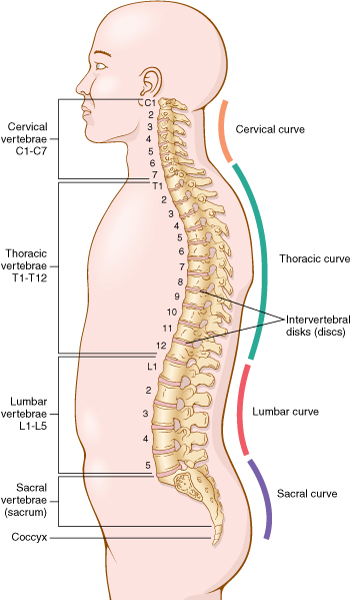 Cervical
vertebrae
C1-C7
Thoracic
vertebrae
T1-T12
Lumbar
vertebrae
L1-L5
Sacral
vertebrae
(sacrum)
Coccyx
C1
2
3
4
5
6
7
T1
2
3
4
5
6
7
8
9
10
11
12
L1
2
3
4
5
Cervical curve
Thoracic curve
Intervertebral
disks (discs)
Lumbar curve
Sacral curve